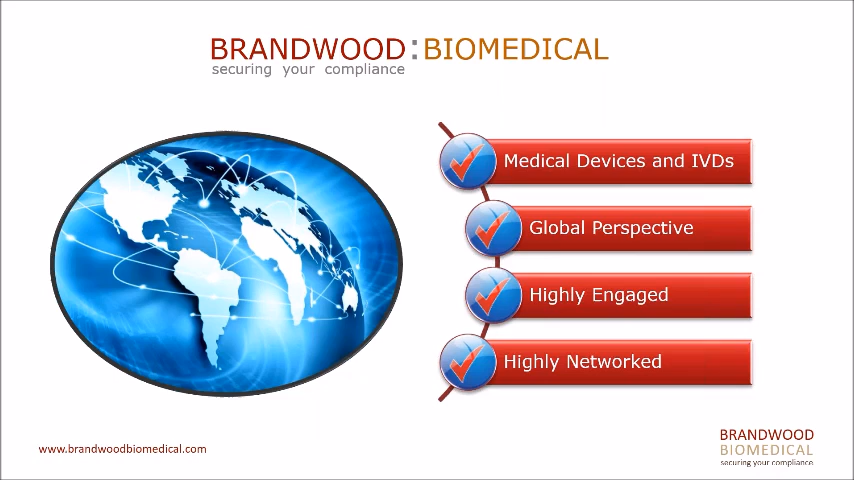 BRANDWOOD:BIOMEDICAL
securing your compliance
Medical Devices and IVDs
Global Perspective
Highly Engaged
Highly Networked
www.brandwoodbiomedical.com
BRANDWOOD
BIOMEDICAL
securing your compliance